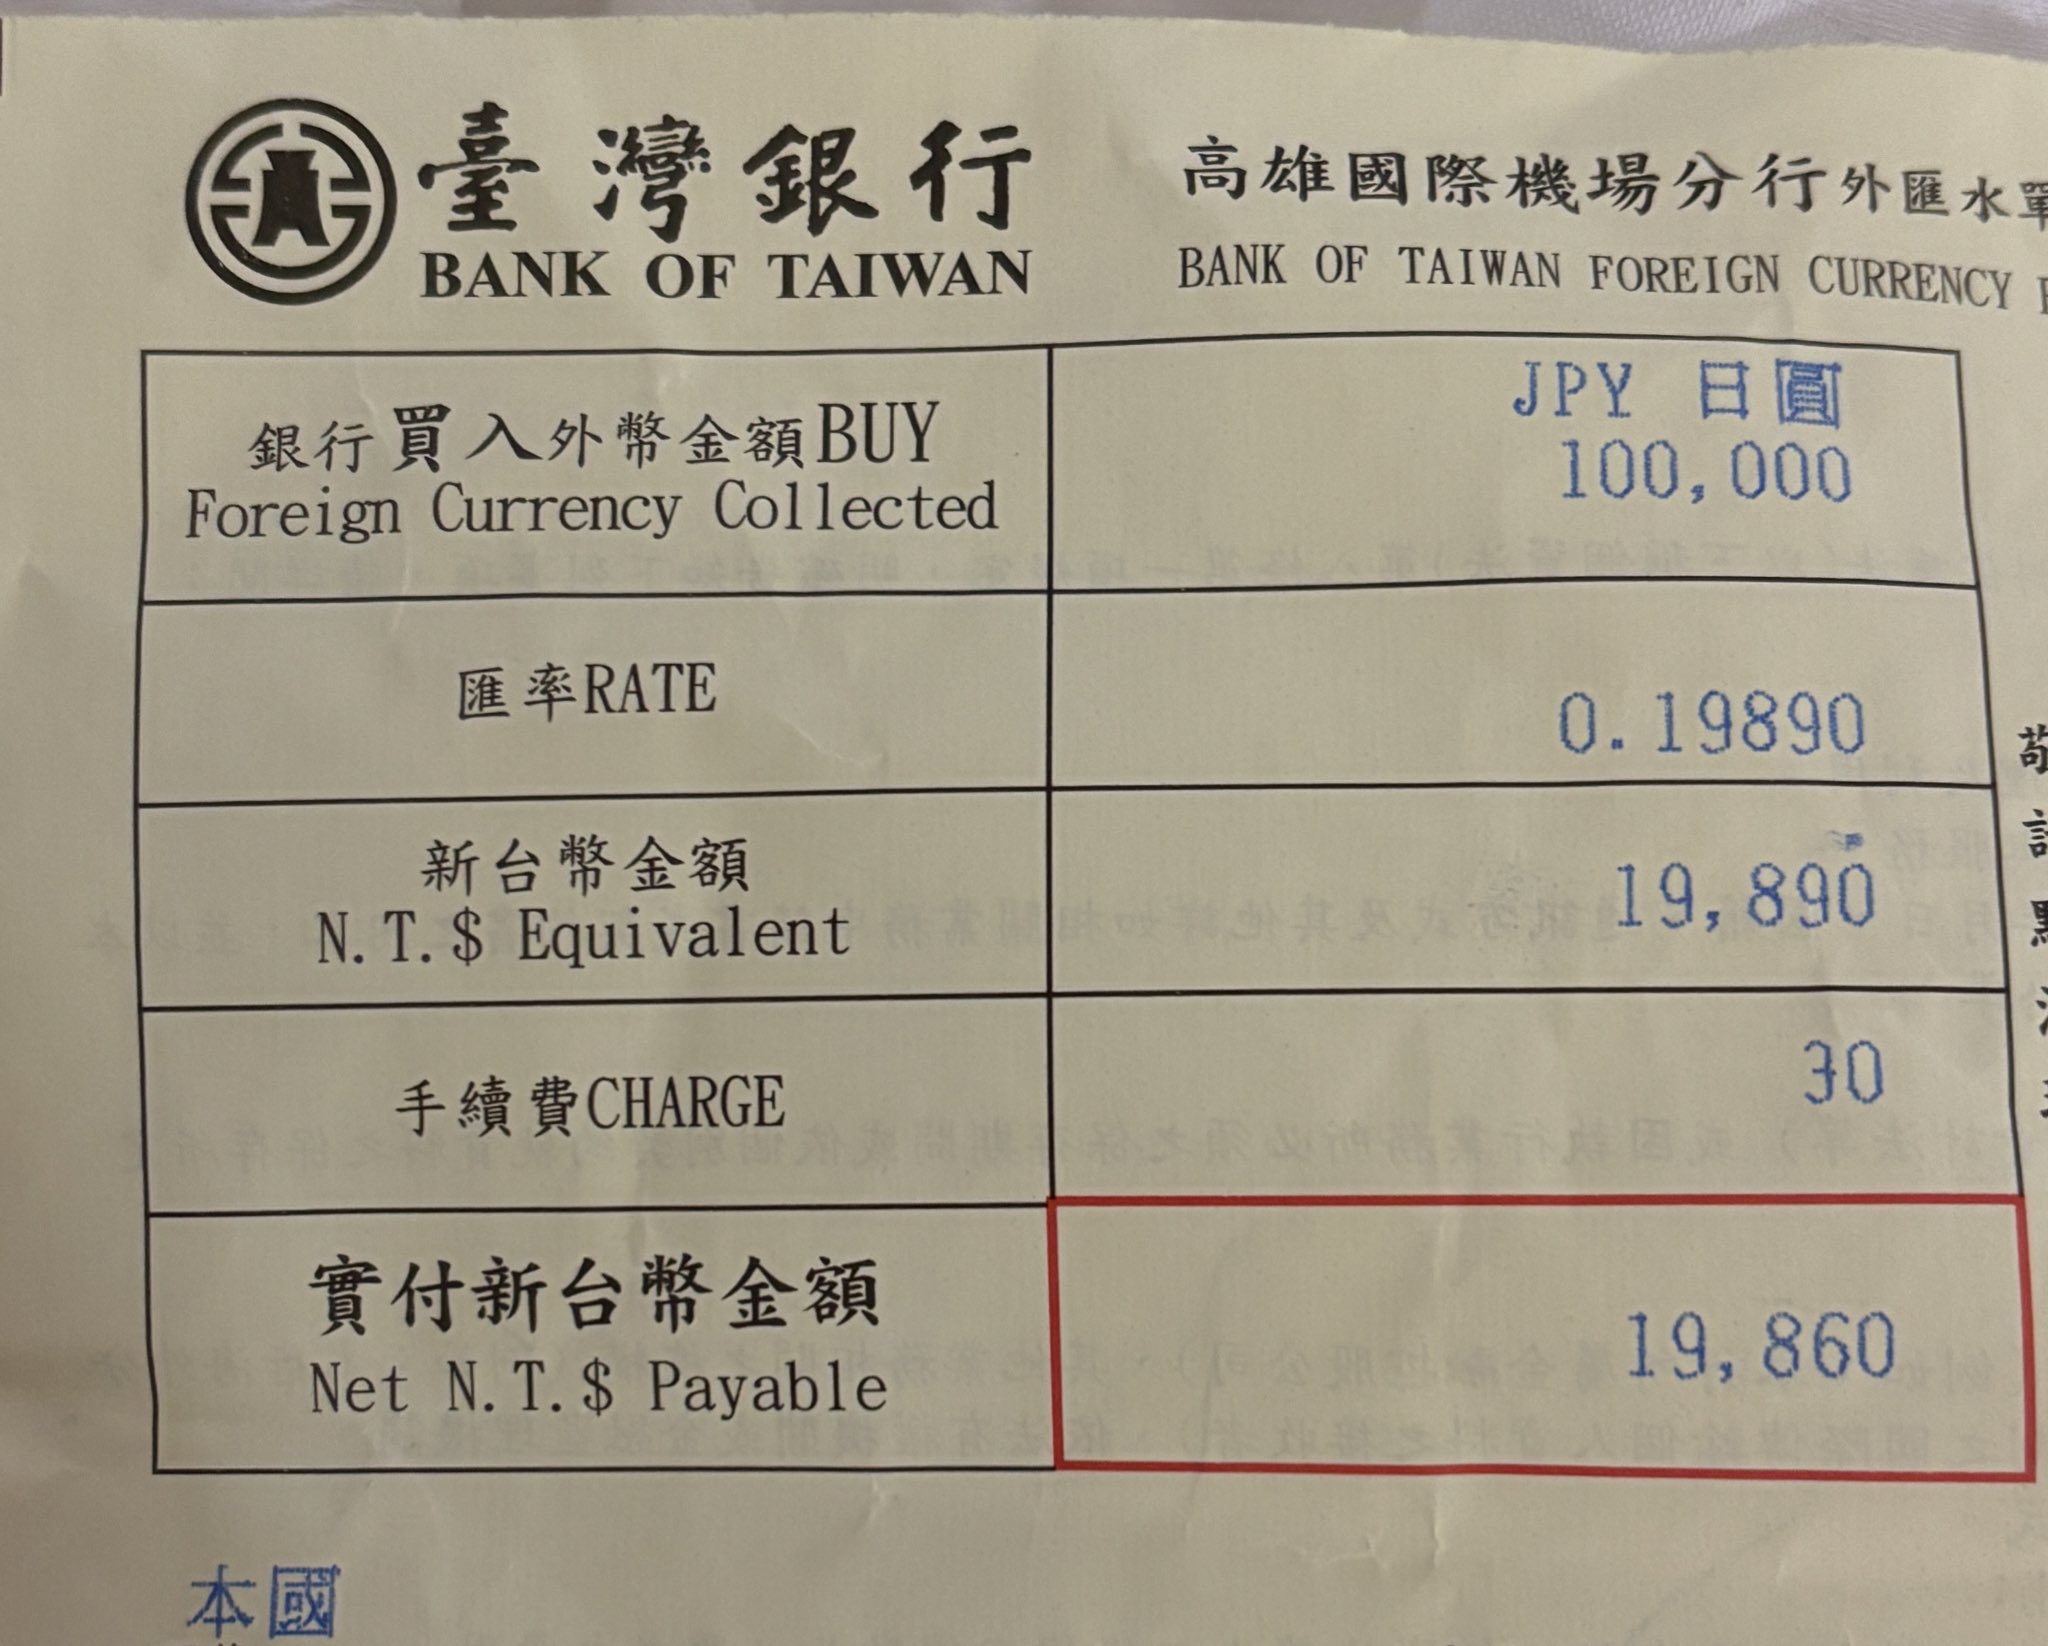 臺灣銀行
BANK OF TAIWAN
高雄國際機場分行外匯水單
BANK OF TAIWAN FOREIGN CURRENCY
銀行買入外幣金額BUY
Foreign Currency Collected
JPY 日圓
100,000
匯率RATE
0.19890
新台幣金額
N.T.$ Equivalent
19,890
手續費CHARGE
30
實付新台幣金額
Net N.T.$ Payable
19,860
本國